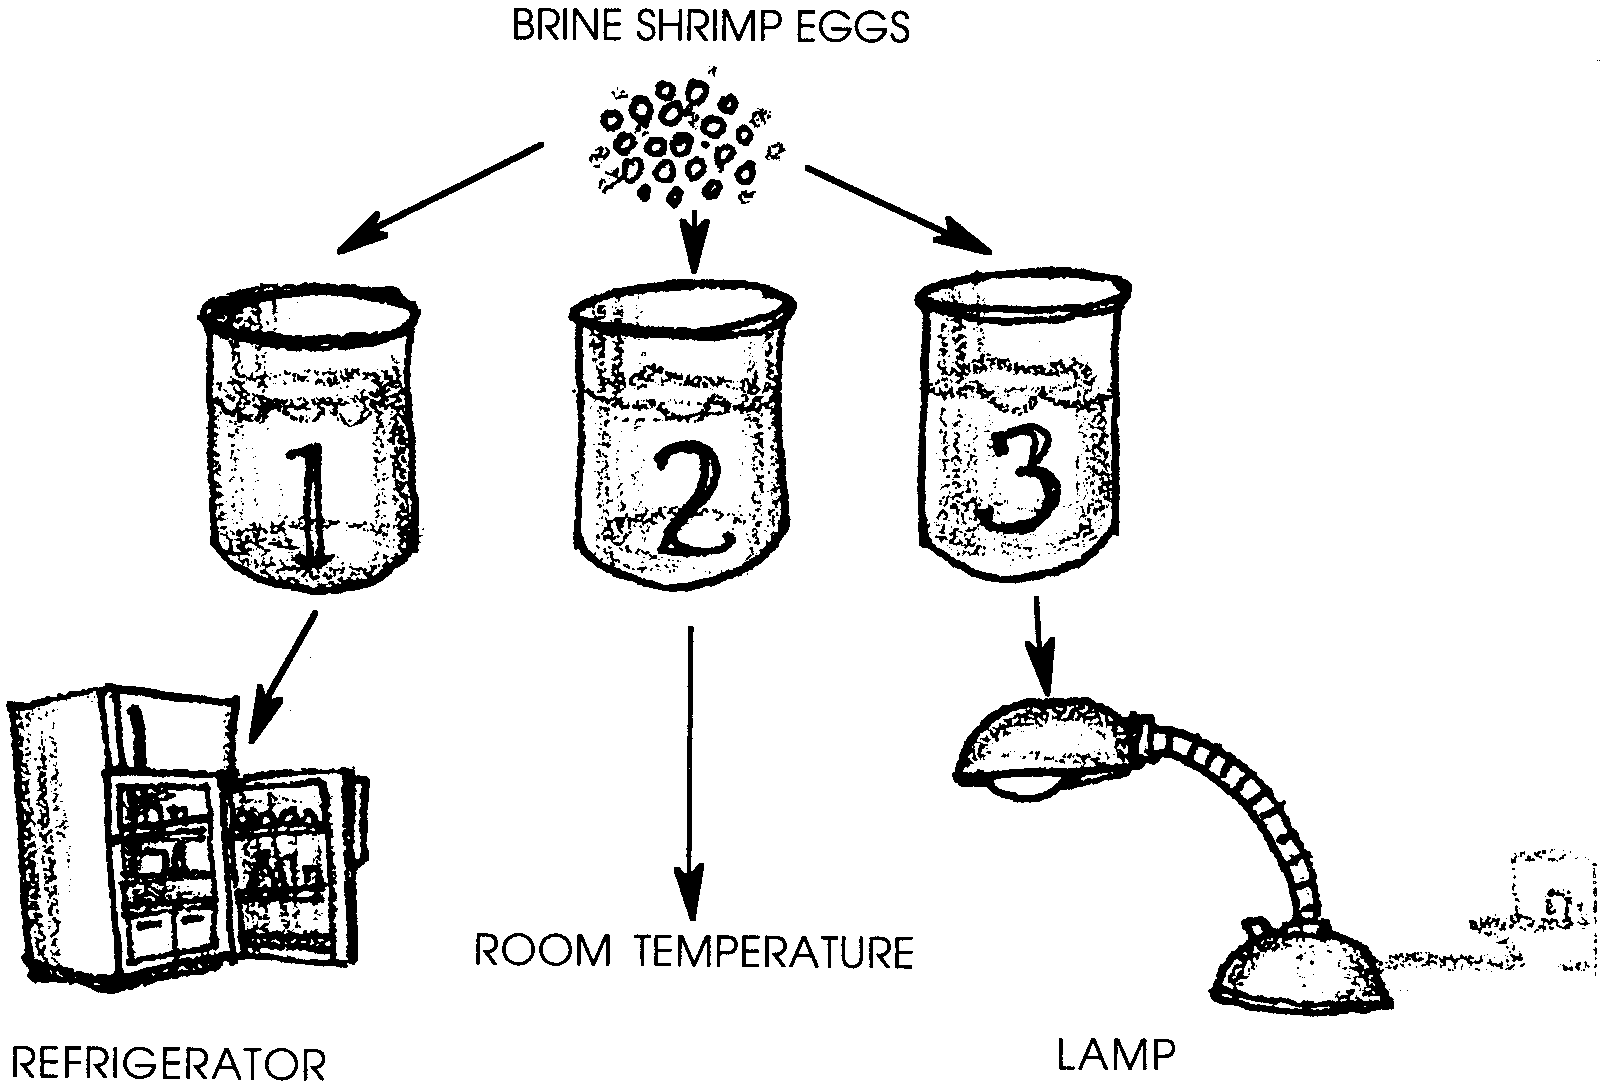 BRINE SHRIMP EGGS
1
2
3
ROOM TEMPERATURE
REFRIGERATOR
LAMP